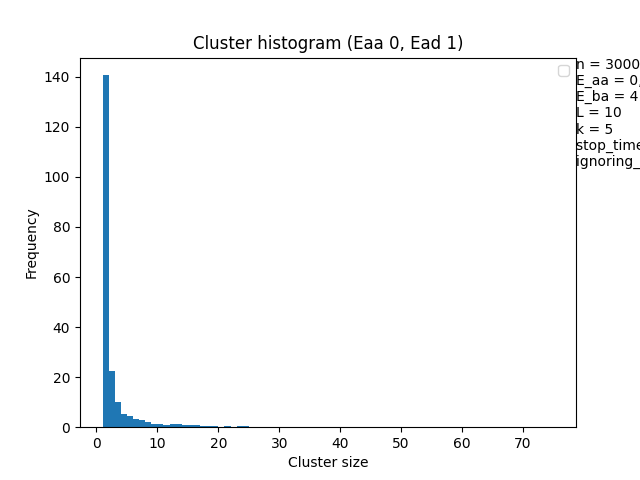 Cluster histogram (Eaa 0, Ead 1)
n = 3000
E_aa = 0,
E_ba = 4
L = 10
k = 5
stop_time
ignoring_
140
120
100
80
60
40
20
0
Frequency
0 10 20 30 40 50 60 70
Cluster size